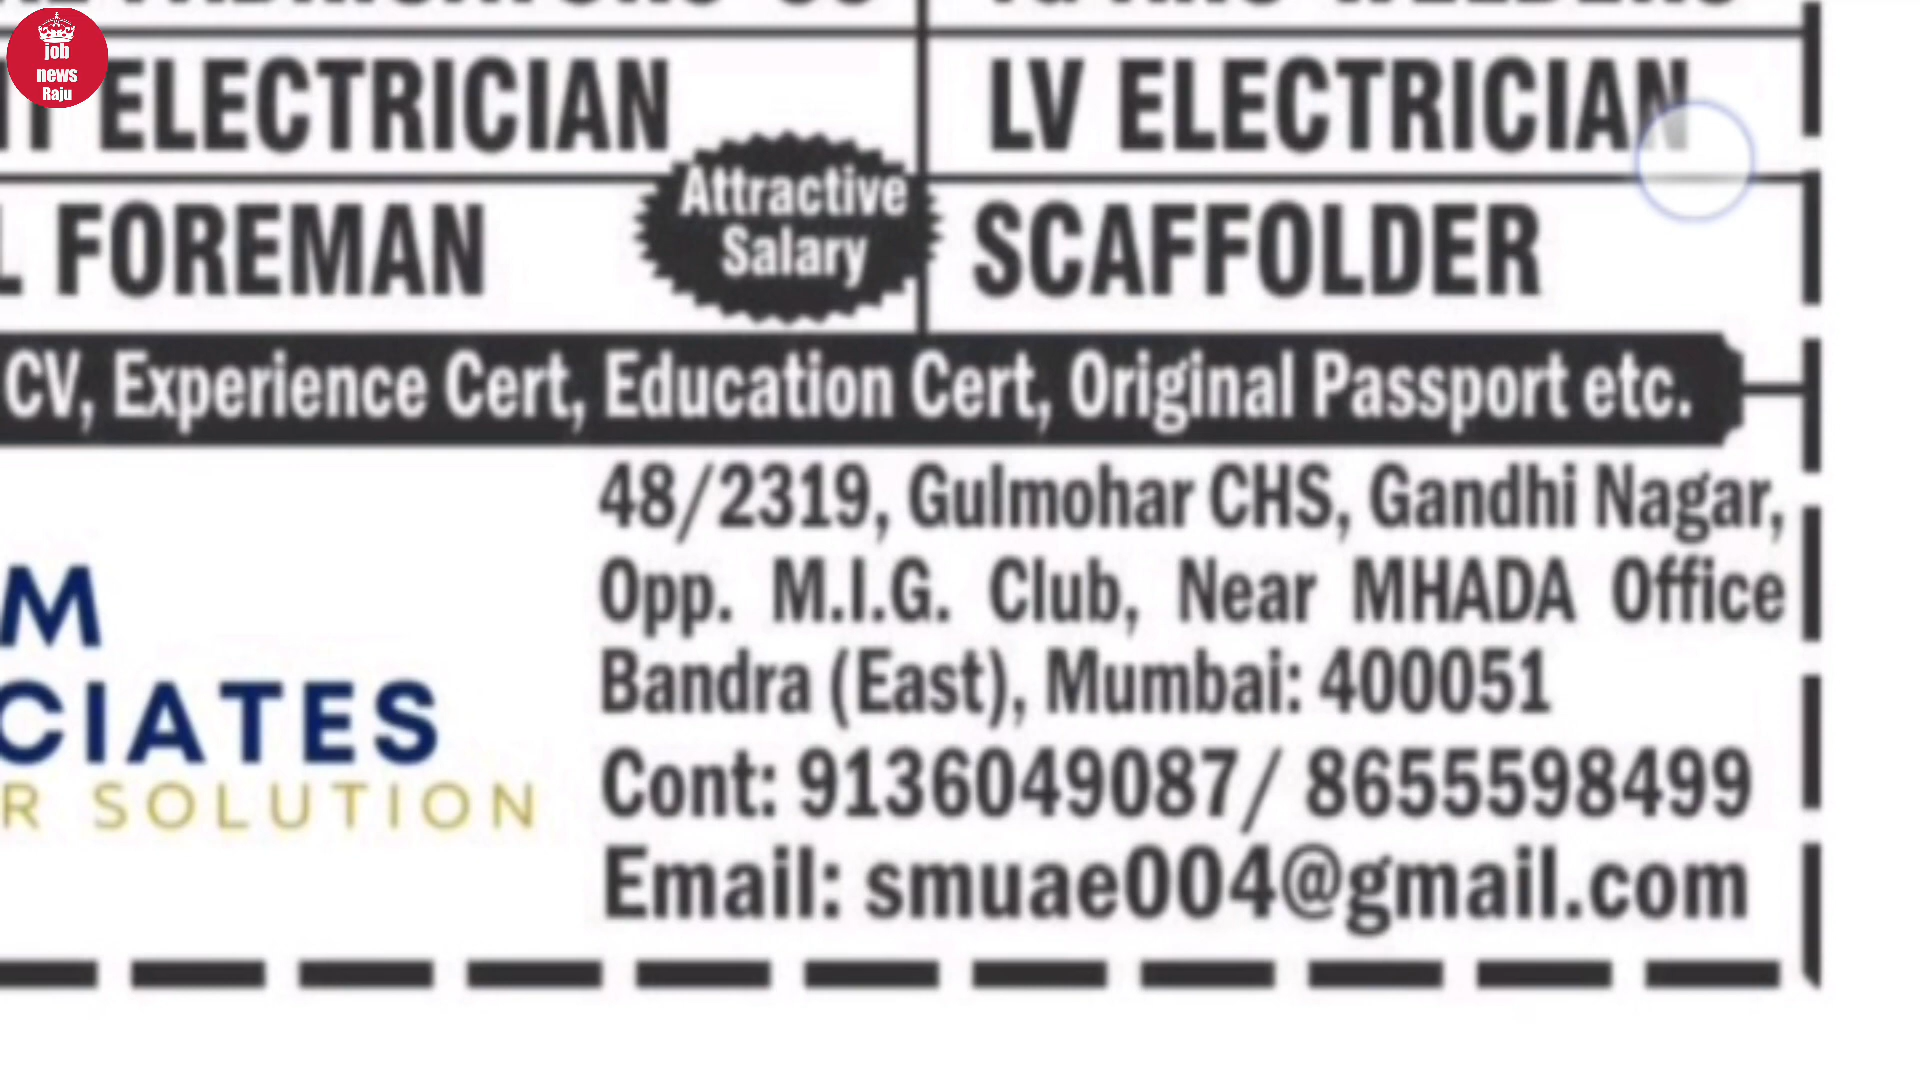 job
news
Raju
ELECTRICIAN
LV ELECTRICIAN
Attractive
Salary
FOREMAN
SCAFFOLDER
CV, Experience Cert, Education Cert, Original Passport etc.
48/2319, Gulmohar CHS, Gandhi Nagar,
Opp. M.I.G. Club, Near MHADA Office
Bandra (East), Mumbai: 400051
Cont: 9136049087/ 8655598499
Email: smuae004@gmail.com
M
CIATES
R SOLUTION